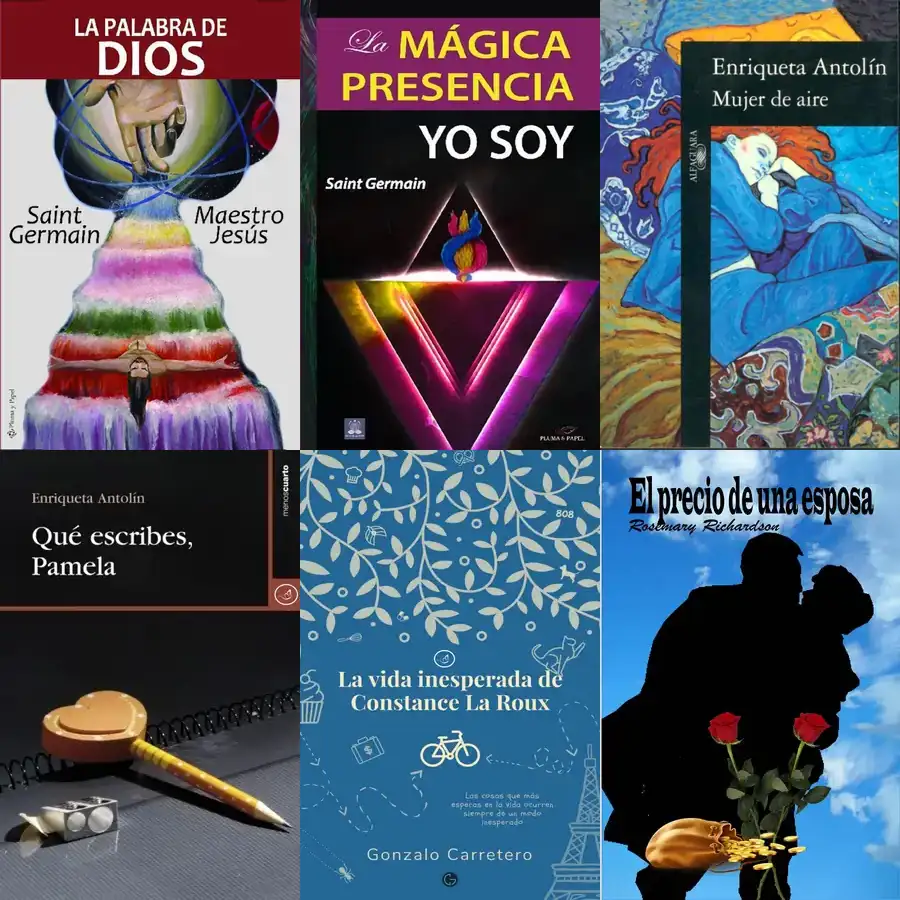 LA PALABRA DE
DIOS
Saint
Germain
Maestro
Jesús
Pluma y Papel
La MÁGICA
PRESENCIA
YO SOY
Saint Germain
PLUMA & PAPEL
Enriqueta Antolín
Mujer de aire
ALFAGUARA
Enriqueta Antolín
Qué escribes,
Pamela
menoscuarto
808
La vida inesperada de
Constance La Roux
Las cosas que más
esperas en la vida ocurren
siempre de un modo
inesperado
Gonzalo Carretero
El precio de una esposa
Rosemary Richardson